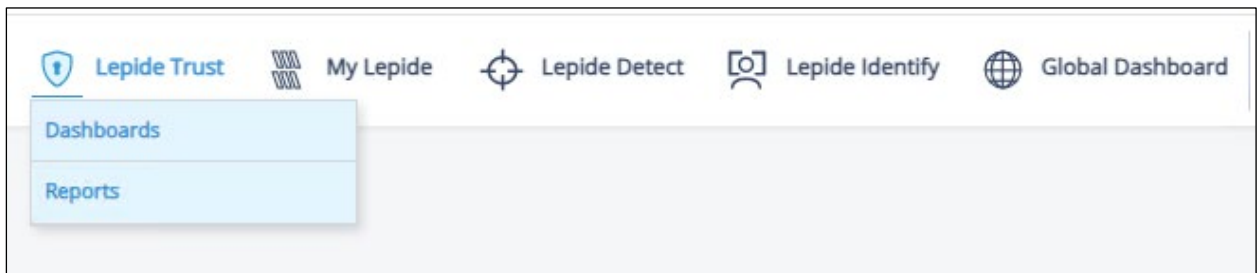 Lepide Trust My Lepide Lepide Detect Lepide Identify Global Dashboard
Dashboards
Reports